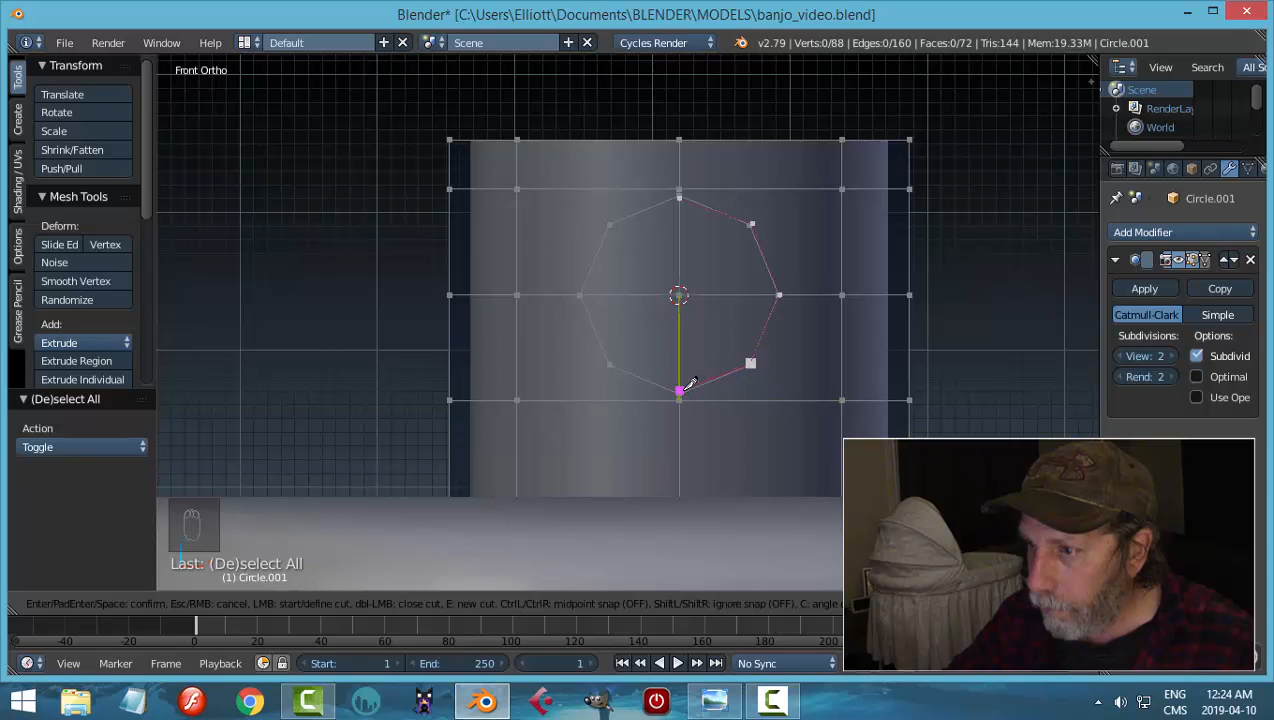 Blender* [C:\Users\Elliott\Documents\BLENDER\MODELS\banjo_video.blend]
File Render Window Help Default Scene Cycles Render v2.79 | Verts:0/88 | Edges:0/160 | Faces:0/72 | Tris:144 | Mem:19.33M | Circle.001
Tools
Create
Shading / UVs
Options
Grease Pencil
Transform
Translate
Rotate
Scale
Shrink/Fatten
Push/Pull
Mesh Tools
Deform:
Slide Ed Vertex
Noise
Smooth Vertex
Randomize
Add:
Extrude
Extrude Region
Extrude Individual
(De)select All
Action
Toggle
Front Ortho
Last: (De)select All
(1) Circle.001
Enter/PadEnter/Space: confirm, Esc/RMB: cancel, LMB: start/define cut, dbl-LMB: close cut, E: new cut. CtrlL/CtrlR: midpoint snap (OFF), ShiftL/ShiftR: ignore snap (OFF), C: angle
View Search All Sc
Scene
RenderLay
World
Circle.001
Add Modifier
Apply Copy
Catmull-Clark Simple
Subdivisions: Options:
View: 2 Subdivid
Rend: 2 Optimal
Use Ope
-40 -20 0 20 40 60 80 100 120 140 160 180 200
View Marker Frame Playback Start: 1 End: 250 1 No Sync
ENG 12:24 AM
CMS 2019-04-10